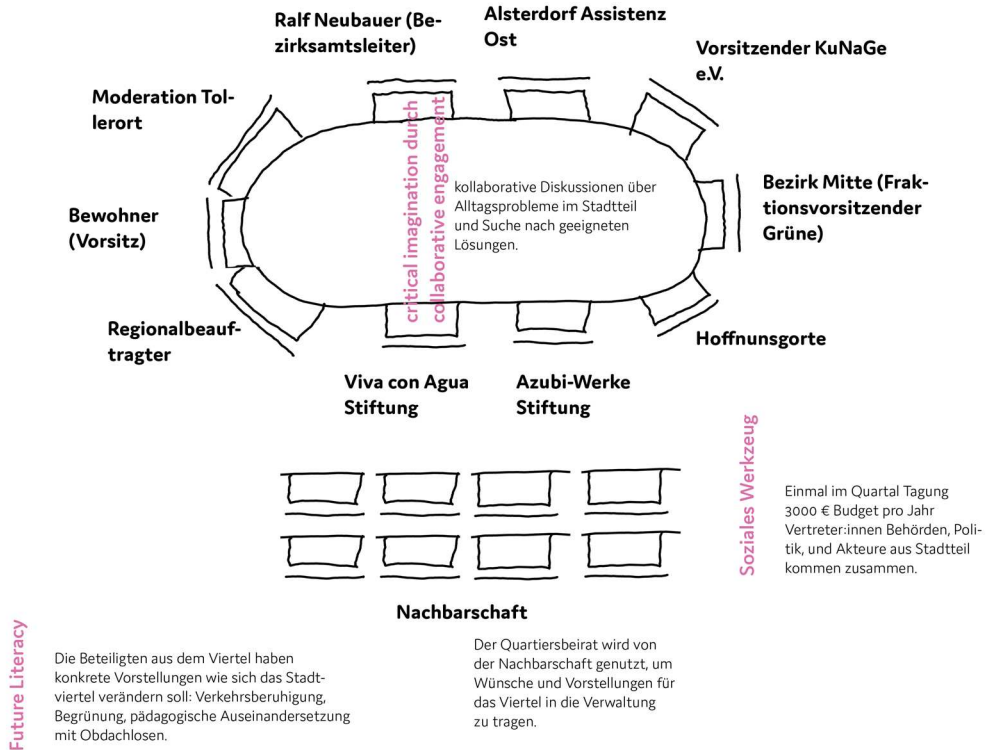 Ralf Neubauer (Be-
zirksamtsleiter)
Alsterdorf Assistenz
Ost
Vorsitzender KuNaGe
e.V.
Moderation Tol-
lerort
Bewohner
(Vorsitz)
Regionalbeauf-
tragter
critical imagination durch
collaborative engagement
kollaborative Diskussionen über
Alltagsprobleme im Stadtteil
und Suche nach geeigneten
Lösungen.
Bezirk Mitte (Frak-
tionsvorsitzender
Grüne)
Hoffnunsgorte
Viva con Agua
Stiftung
Azubi-Werke
Stiftung
Soziales Werkzeug
Einmal im Quartal Tagung
3000 € Budget pro Jahr
Vertreter:innen Behörden, Poli-
tik, und Akteure aus Stadtteil
kommen zusammen.
Nachbarschaft
Future Literacy
Die Beteiligten aus dem Viertel haben
konkrete Vorstellungen wie sich das Stadt-
viertel verändern soll: Verkehrsberuhigung,
Begrünung, pädagogische Auseinandersetzung
mit Obdachlosen.
Der Quartiersbeirat wird von
der Nachbarschaft genutzt, um
Wünsche und Vorstellungen für
das Viertel in die Verwaltung
zu tragen.